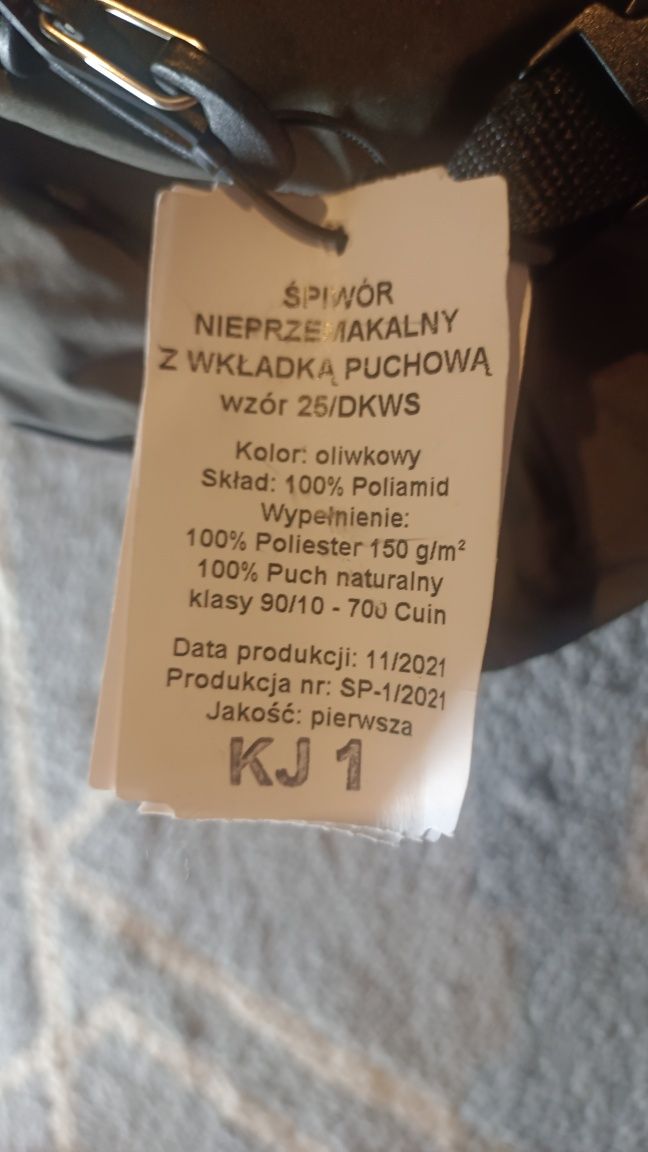 ŚPIWÓR
NIEPRZEMAKALNY
Z WKŁADKĄ PUCHOWĄ
wzór 25/DKWS
Kolor: oliwkowy
Skład: 100% Poliamid
Wypełnienie:
100% Poliester 150 g/m²
100% Puch naturalny
klasy 90/10 - 700 Cuin
Data produkcji: 11/2021
Produkcja nr: SP-1/2021
Jakość: pierwsza
KJ 1